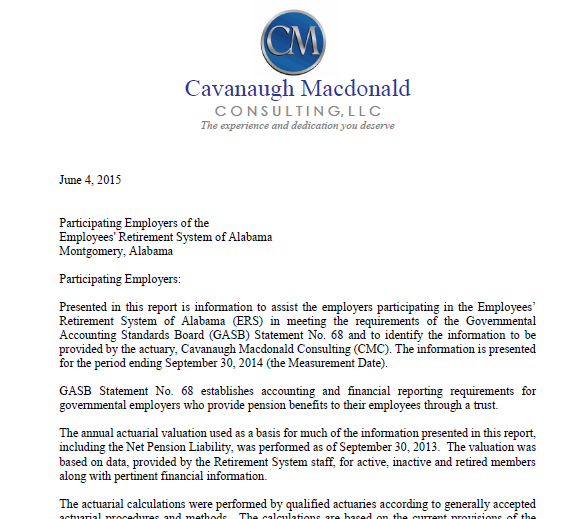 CM
Cavanaugh Macdonald
CONSULTING, LLC
The experience and dedication you deserve
June 4, 2015
Participating Employers of the
Employees' Retirement System of Alabama
Montgomery, Alabama
Participating Employers:
Presented in this report is information to assist the employers participating in the Employees’
Retirement System of Alabama (ERS) in meeting the requirements of the Governmental
Accounting Standards Board (GASB) Statement No. 68 and to identify the information to be
provided by the actuary, Cavanaugh Macdonald Consulting (CMC). The information is presented
for the period ending September 30, 2014 (the Measurement Date).
GASB Statement No. 68 establishes accounting and financial reporting requirements for
governmental employers who provide pension benefits to their employees through a trust.
The annual actuarial valuation used as a basis for much of the information presented in this report,
including the Net Pension Liability, was performed as of September 30, 2013. The valuation was
based on data, provided by the Retirement System staff, for active, inactive and retired members
along with pertinent financial information.
The actuarial calculations were performed by qualified actuaries according to generally accepted
actuarial procedures and methods. The calculations are based on the current provisions of the